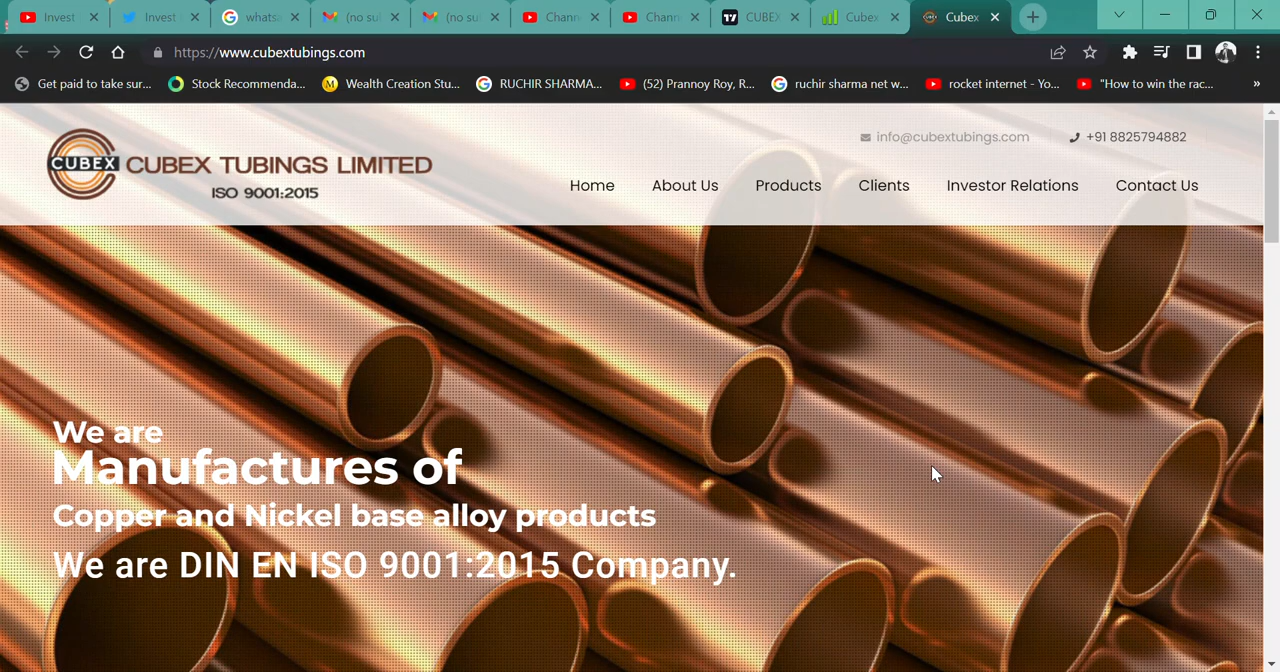 Invest
Invest
whats
(no sul
(no sul
Chann
Chann
CUBEX
Cubex
Cubex
https://www.cubextubings.com
Get paid to take sur...
Stock Recommenda...
M
Wealth Creation Stu...
RUCHIR SHARMA...
(52) Prannoy Roy, R...
ruchir sharma net w...
rocket internet - Yo...
"How to win the rac...
»
CUBEX
CUBEX TUBINGS LIMITED
ISO 9001:2015
info@cubextubings.com
+91 8825794882
Home
About Us
Products
Clients
Investor Relations
Contact Us
We are
Manufactures of
Copper and Nickel base alloy products
We are DIN EN ISO 9001:2015 Company.